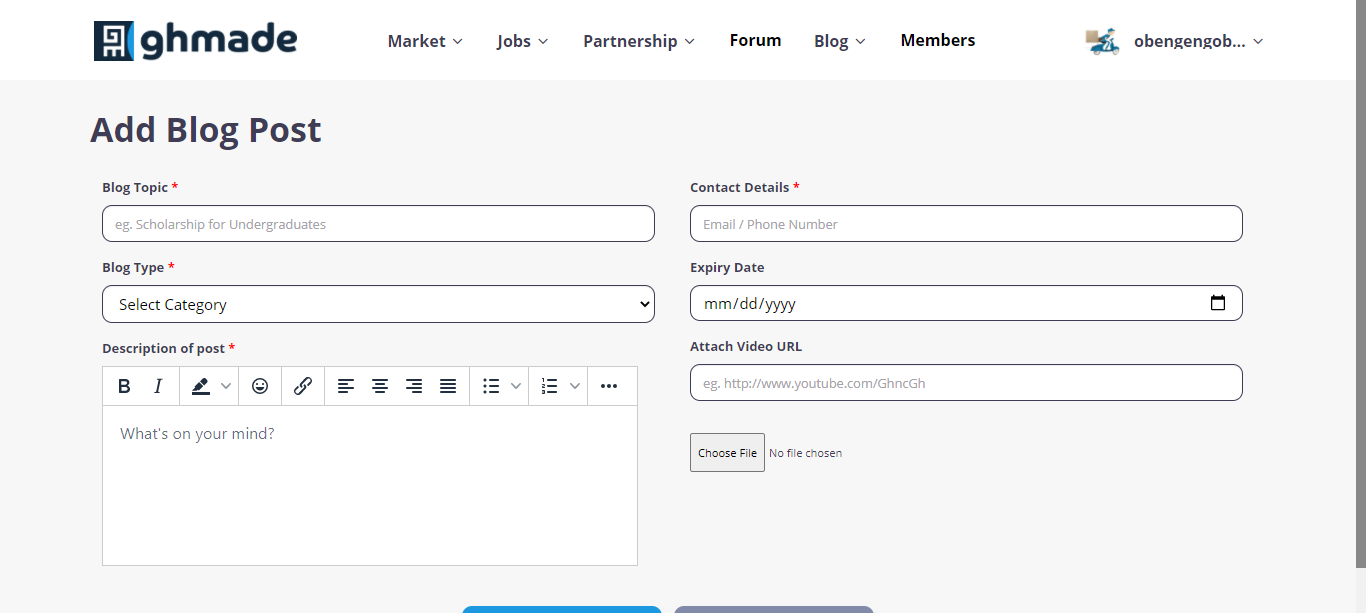 ghmade
Market Jobs Partnership Forum Blog Members obengengob...
Add Blog Post
Blog Topic *
eg. Scholarship for Undergraduates
Blog Type *
Select Category
Description of post *
B I
What's on your mind?
Contact Details *
Email / Phone Number
Expiry Date
mm/dd/yyyy
Attach Video URL
eg. http://www.youtube.com/GhncGh
Choose File No file chosen